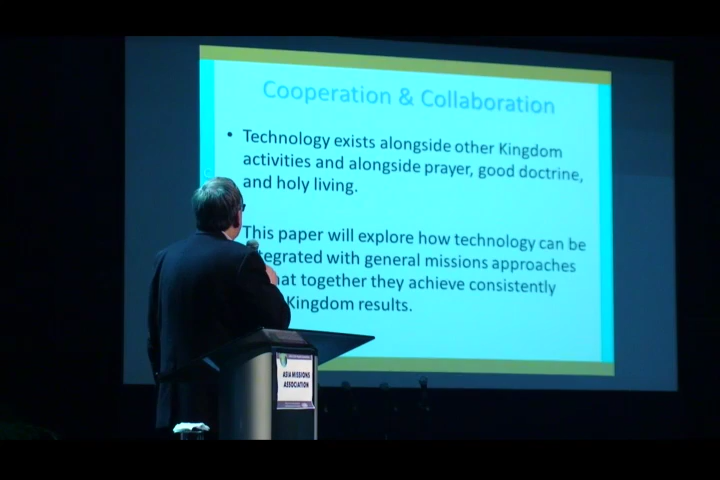 Cooperation & Collaboration
• Technology exists alongside other Kingdom
activities and alongside prayer, good doctrine,
and holy living.
This paper will explore how technology can be
with general missions approaches
together they achieve consistently
Kingdom results.
ASIA MISSIONS
ASSOCIATION